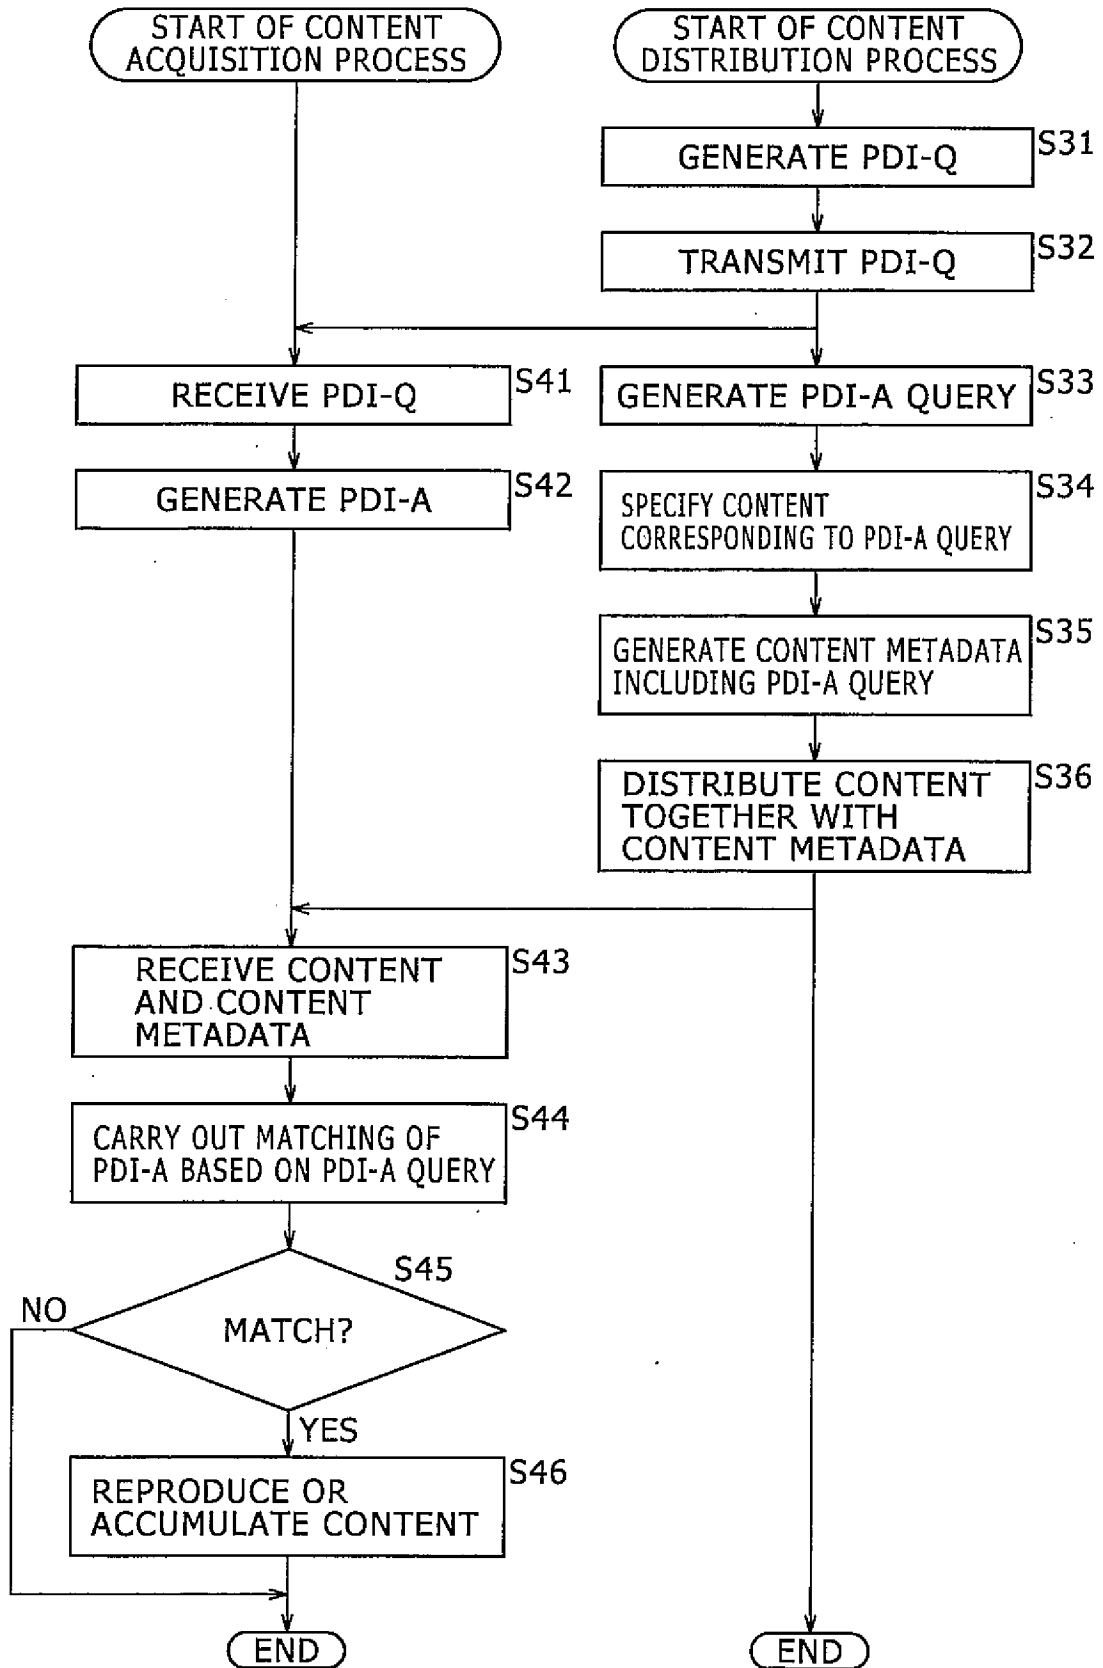 START OF CONTENT
ACQUISITION PROCESS
START OF CONTENT
DISTRIBUTION PROCESS
S31
GENERATE PDI-Q
S32
TRANSMIT PDI-Q
S41
RECEIVE PDI-Q
S33
GENERATE PDI-A QUERY
S42
GENERATE PDI-A
S34
SPECIFY CONTENT
CORRESPONDING TO PDI-A QUERY
S35
GENERATE CONTENT METADATA
INCLUDING PDI-A QUERY
S36
DISTRIBUTE CONTENT
TOGETHER WITH
CONTENT METADATA
S43
RECEIVE CONTENT
AND CONTENT
METADATA
S44
CARRY OUT MATCHING OF
PDI-A BASED ON PDI-A QUERY
S45
NO
MATCH?
YES
S46
REPRODUCE OR
ACCUMULATE CONTENT
END
END